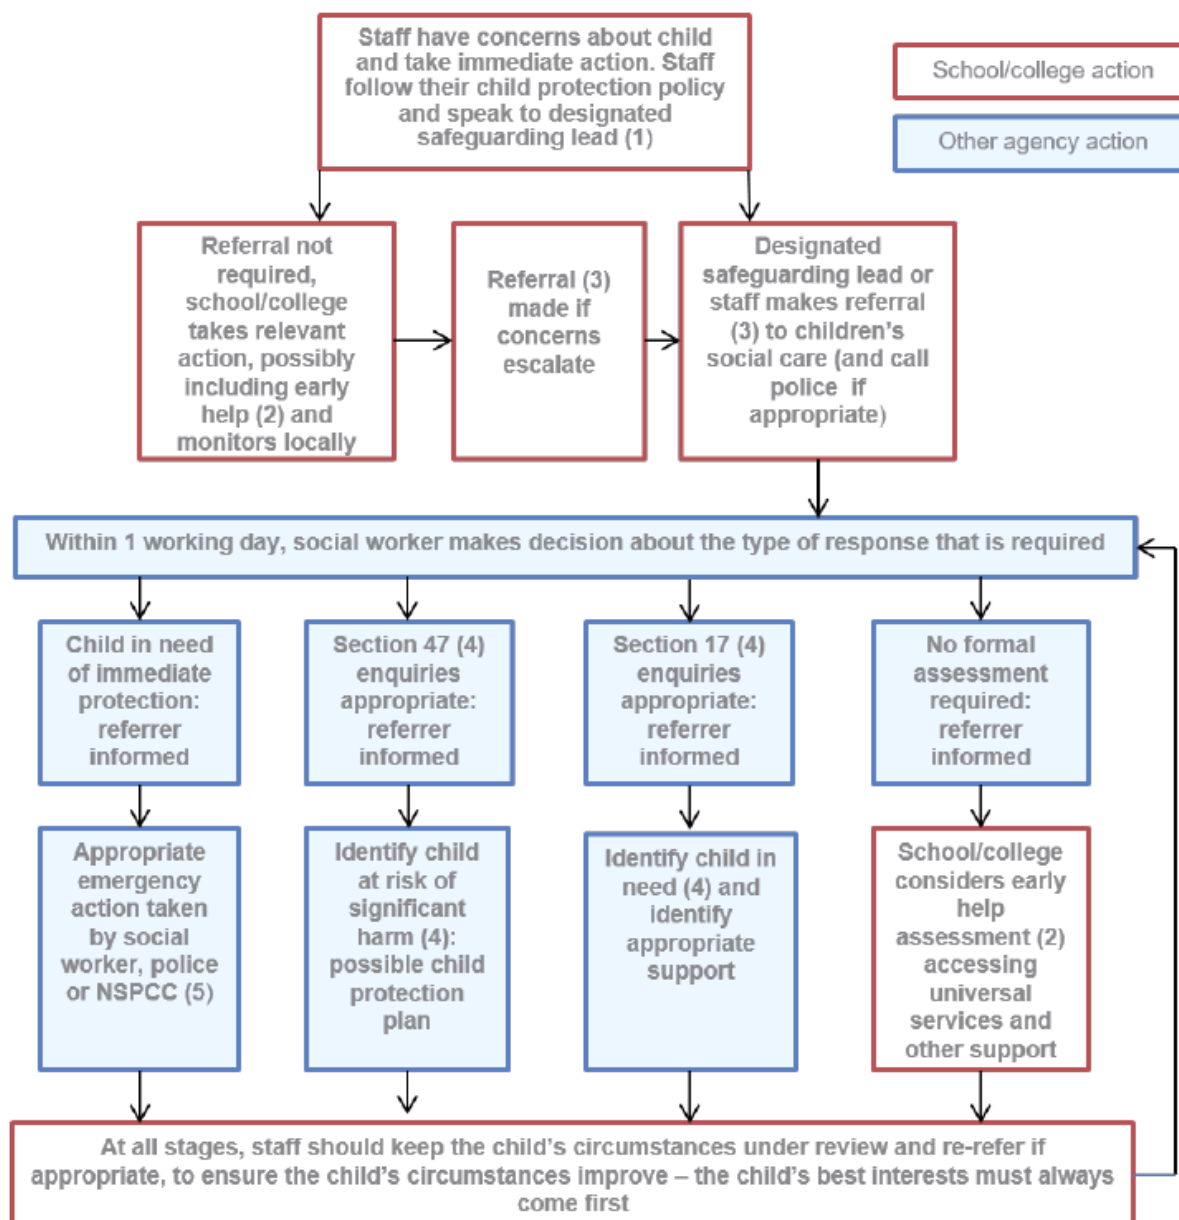 Staff have concerns about child
and take immediate action. Staff
follow their child protection policy
and speak to designated
safeguarding lead (1)
School/college action
Other agency action
Referral not
required,
school/college
takes relevant
action, possibly
including early
help (2) and
monitors locally
Referral (3)
made if
concerns
escalate
Designated
safeguarding lead or
staff makes referral
(3) to children’s
social care (and call
police  if
appropriate)
Within 1 working day, social worker makes decision about the type of response that is required
Child in need
of immediate
protection:
referrer
informed
Section 47 (4)
enquiries
appropriate:
referrer
informed
Section 17 (4)
enquiries
appropriate:
referrer
informed
No formal
assessment
required:
referrer
informed
Appropriate
emergency
action taken
by social
worker, police
or NSPCC (5)
Identify child
at risk of
significant
harm (4):
possible child
protection
plan
Identify child in
need (4) and
identify
appropriate
support
School/college
considers early
help
assessment (2)
accessing
universal
services and
other support
At all stages, staff should keep the child’s circumstances under review and re-refer if
appropriate, to ensure the child’s circumstances improve – the child’s best interests must always
come first